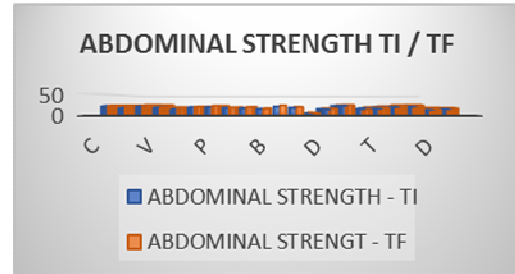 ABDOMINAL STRENGTH TI / TF
50
0
C V P B D T D
ABDOMINAL STRENGTH - TI
ABDOMINAL STRENGT - TF